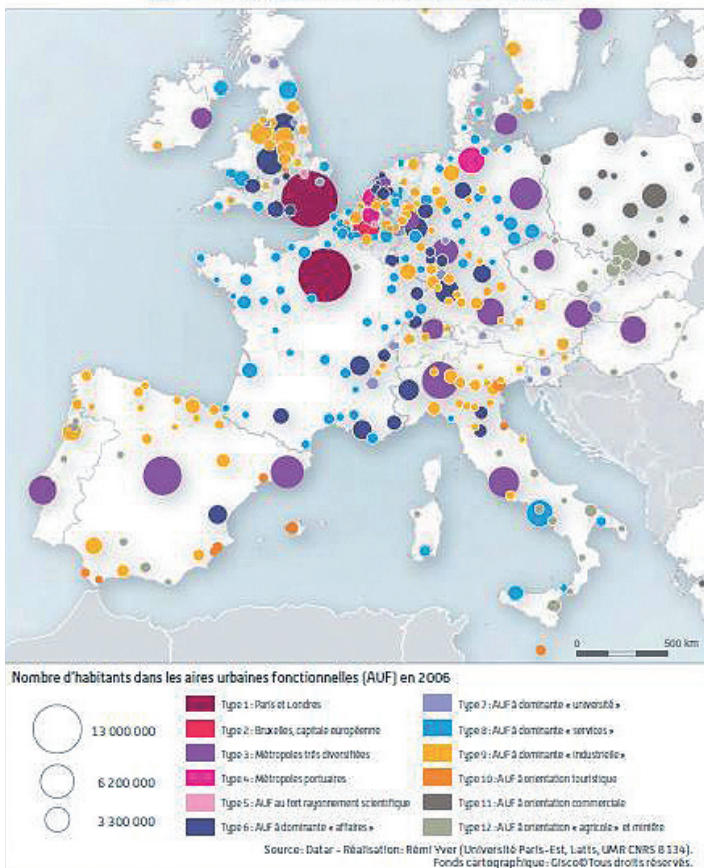 0 500 km
Nombre d'habitants dans les aires urbaines fonctionnelles (AUF) en 2006
13 000 000
6 200 000
3 300 000
Type 1 : Paris et Londres
Type 2 : Bruxelles, capitale européenne
Type 3 : Métropoles très diversifiées
Type 4 : Métropoles portuaires
Type 5 : AUF au fort rayonnement scientifique
Type 6 : AUF à dominante « affaires »
Type 7 : AUF à dominante « université »
Type 8 : AUF à dominante « services »
Type 9 : AUF à dominante « industrielle »
Type 10 : AUF à orientation touristique
Type 11 : AUF à orientation commerciale
Type 12 : AUF à orientation « agricole » et minière
Source : Datar - Réalisation : Rémi Yver (Université Paris-Est, Latts, UMR CNRS 8134).
Fonds cartographique : Gisco© Tous droits réservés.